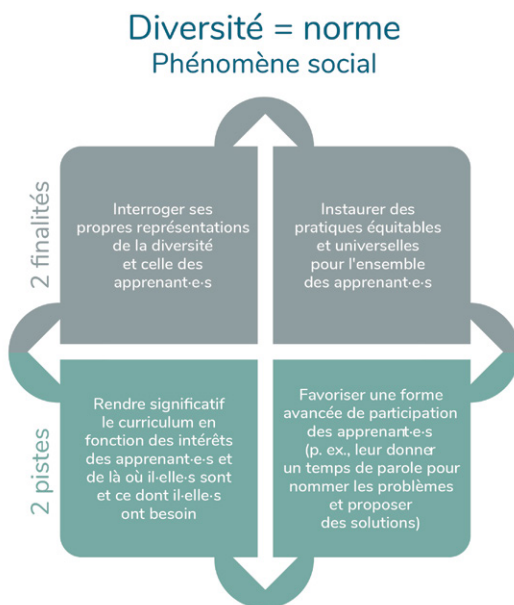 Diversité = norme
Phénomène social
2 finalités
Interroger ses
propres représentations
de la diversité
et celle des
apprenant·e·s
Instaurer des
pratiques équitables
et universelles
pour l'ensemble
des apprenant·e·s
2 pistes
Rendre significatif
le curriculum en
fonction des intérêts
des apprenant·e·s et
de là où il·elle·s sont
et ce dont il·elle·s
ont besoin
Favoriser une forme
avancée de participation
des apprenant·e·s
(p. ex., leur donner
un temps de parole pour
nommer les problèmes
et proposer
des solutions)